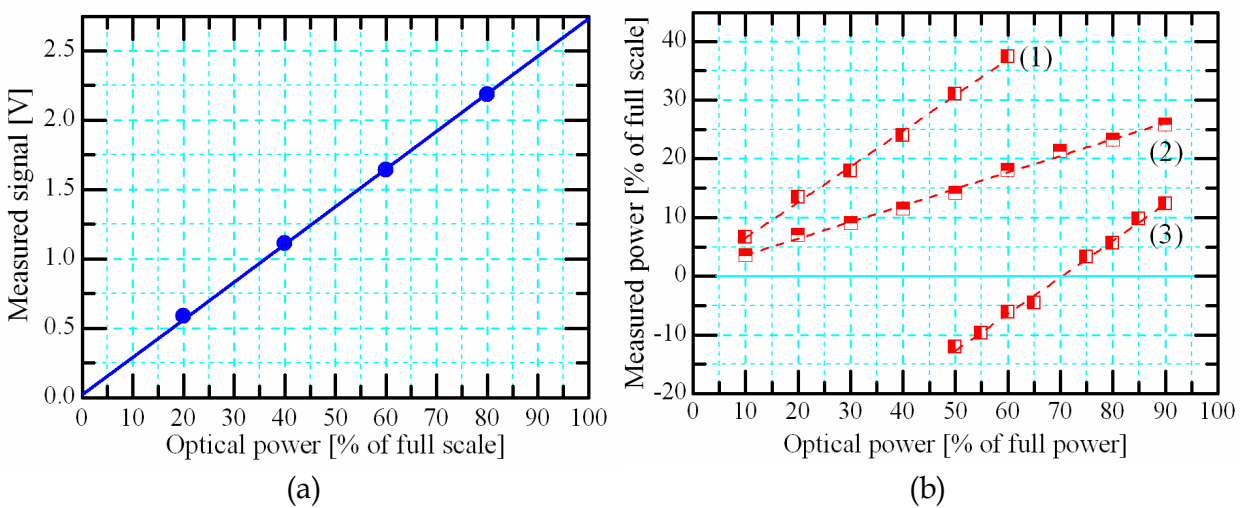 2.5
2.0
1.5
1.0
0.5
0.0
Measured signal [V]
0 10 20 30 40 50 60 70 80 90 100
Optical power [% of full scale]
(a)
40
30
20
10
0
-10
-20
Measured power [% of full scale]
(1)
(2)
(3)
0 10 20 30 40 50 60 70 80 90 100
Optical power [% of full power]
(b)